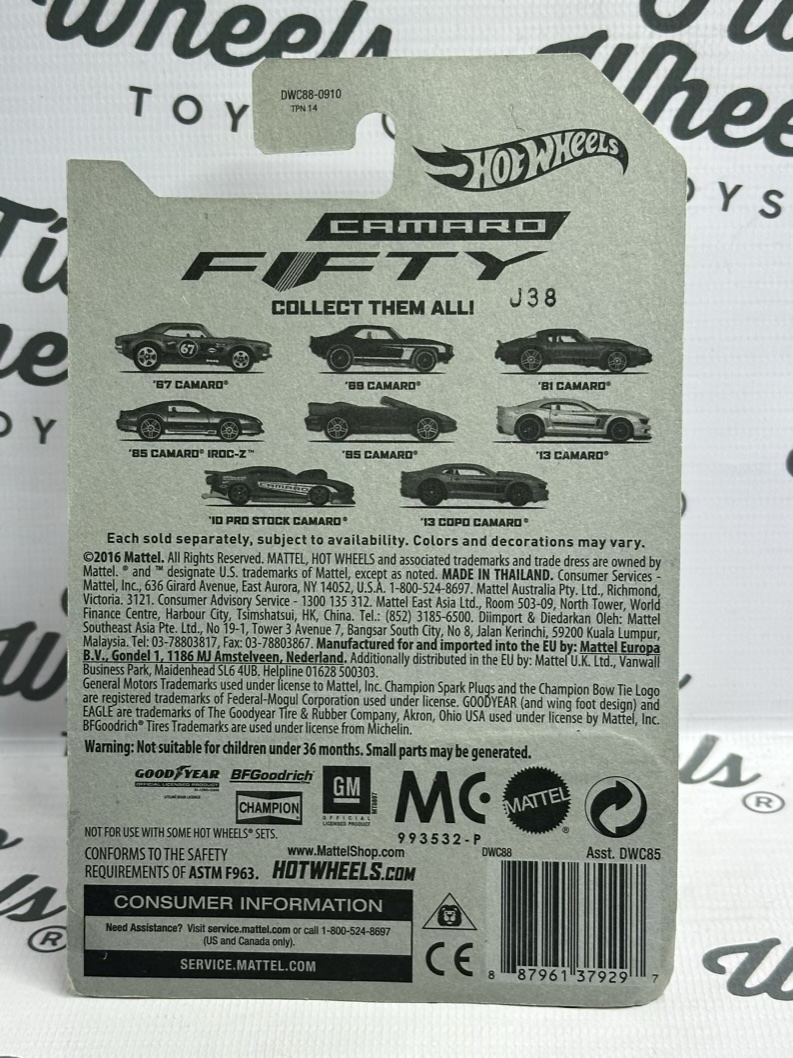 Wheels
TOY
Wheels
TOYS
DWC88-0910
TPN 14
HOT WHEELS
CAMARO
FIFTY
COLLECT THEM ALL!
J38
67
'67 CAMARO®
'69 CAMARO®
'81 CAMARO®
'85 CAMARO® IROC-Z™
'95 CAMARO®
'13 CAMARO®
CAMARO
'10 PRO STOCK CAMARO®
'13 COPO CAMARO®
Each sold separately, subject to availability. Colors and decorations may vary.
©2016 Mattel. All Rights Reserved. MATTEL, HOT WHEELS and associated trademarks and trade dress are owned by
Mattel. ® and ™ designate U.S. trademarks of Mattel, except as noted. MADE IN THAILAND. Consumer Services -
Mattel, Inc., 636 Girard Avenue, East Aurora, NY 14052, U.S.A. 1-800-524-8697. Mattel Australia Pty. Ltd., Richmond,
Victoria. 3121. Consumer Advisory Service - 1300 135 312. Mattel East Asia Ltd., Room 503-09, North Tower, World
Finance Centre, Harbour City, Tsimshatsui, HK, China. Tel.: (852) 3185-6500. Diimport & Diedarkan Oleh: Mattel
Southeast Asia Pte. Ltd., No 19-1, Tower 3 Avenue 7, Bangsar South City, No 8, Jalan Kerinchi, 59200 Kuala Lumpur,
Malaysia. Tel: 03-78803817, Fax: 03-78803867. Manufactured for and imported into the EU by: Mattel Europa
B.V., Gondel 1, 1186 MJ Amstelveen, Nederland. Additionally distributed in the EU by: Mattel U.K. Ltd., Vanwall
Business Park, Maidenhead SL6 4UB. Helpline 01628 500303.
General Motors Trademarks used under license to Mattel, Inc. Champion Spark Plugs and the Champion Bow Tie Logo
are registered trademarks of Federal-Mogul Corporation used under license. GOODYEAR (and wing foot design) and
EAGLE are trademarks of The Goodyear Tire & Rubber Company, Akron, Ohio USA used under license by Mattel, Inc.
BFGoodrich® Tires Trademarks are used under license from Michelin.
Warning: Not suitable for children under 36 months. Small parts may be generated.
GOODYEAR
OFFICIAL LICENSED PRODUCT
BFGoodrich®
CHAMPION
GM
OFFICIAL
LICENSED PRODUCT
MC
MATTEL
®
993532-P
NOT FOR USE WITH SOME HOT WHEELS® SETS.
CONFORMS TO THE SAFETY
REQUIREMENTS OF ASTM F963.
www.MattelShop.com
HOTWHEELS.COM
DWC88
Asst. DWC85
CONSUMER INFORMATION
Need Assistance? Visit service.mattel.com or call 1-800-524-8697
(US and Canada only).
SERVICE.MATTEL.COM
CE
8 87961 37929 7